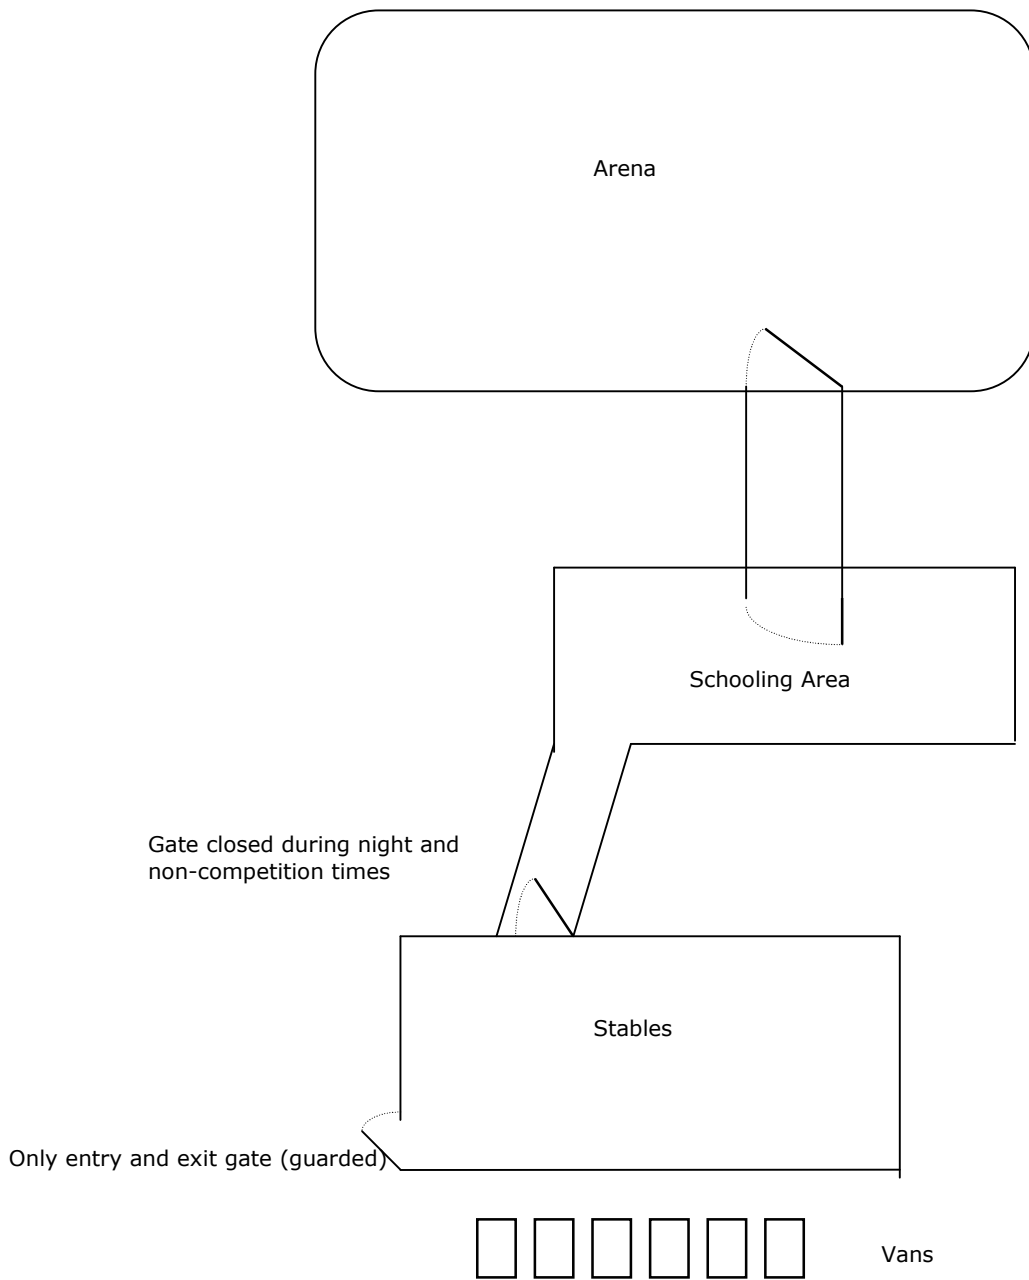 Arena
Schooling Area
Gate closed during night and
non-competition times
Stables
Only entry and exit gate (guarded)
Vans